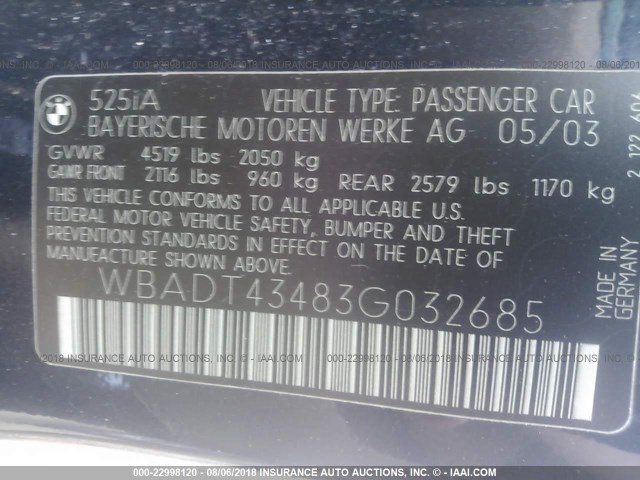 BMW
525iA VEHICLE TYPE: PASSENGER CAR
BAYERISCHE MOTOREN WERKE AG 05/03
GVWR 4519 lbs 2050 kg
GAWR FRONT 2116 lbs 960 kg REAR 2579 lbs 1170 kg
THIS VEHICLE CONFORMS TO ALL APPLICABLE U.S.
FEDERAL MOTOR VEHICLE SAFETY, BUMPER AND THEFT
PREVENTION STANDARDS IN EFFECT ON THE DATE OF
MANUFACTURE SHOWN ABOVE.
WBADT43483G032685
MADE IN
GERMANY
2 122
000-22998120 - 08/06/2018 INSURANCE AUTO AUCTIONS - © IAAI.COM